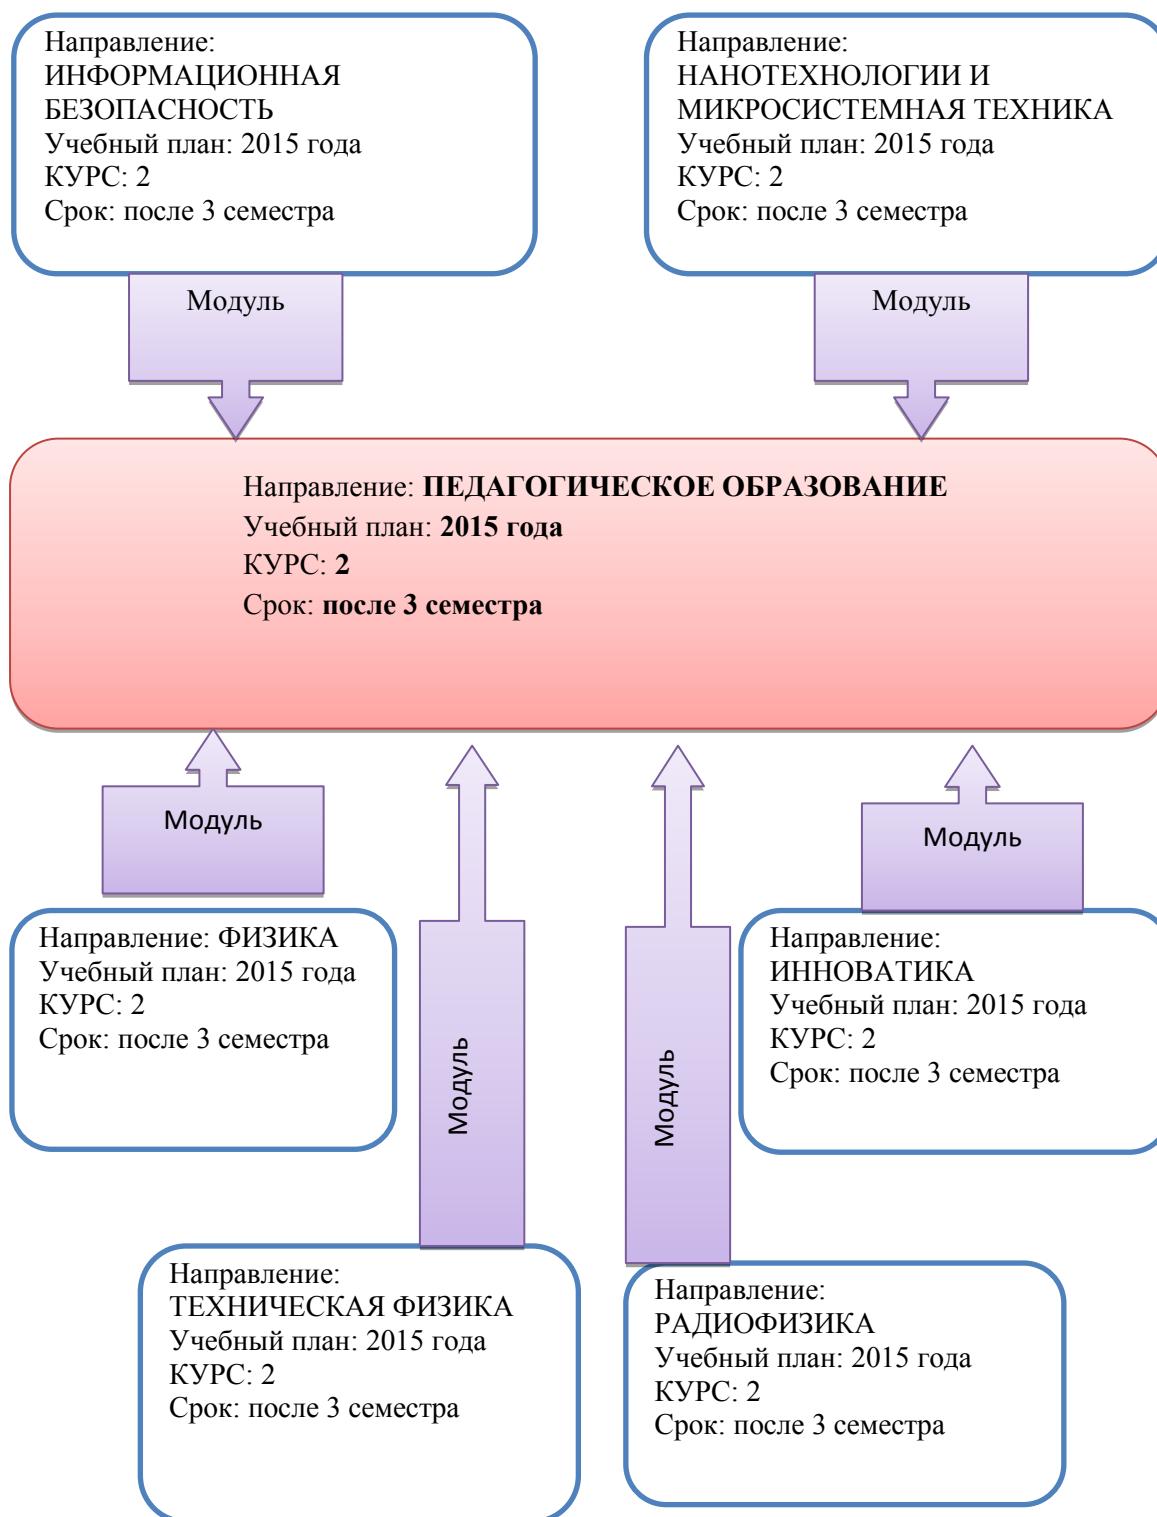 Направление:
ИНФОРМАЦИОННАЯ
БЕЗОПАСНОСТЬ
Учебный план: 2015 года
КУРС: 2
Срок: после 3 семестра
Направление:
НАНОТЕХНОЛОГИИ И
МИКРОСИСТЕМНАЯ ТЕХНИКА
Учебный план: 2015 года
КУРС: 2
Срок: после 3 семестра
Модуль
Модуль
Направление: ПЕДАГОГИЧЕСКОЕ ОБРАЗОВАНИЕ
Учебный план: 2015 года
КУРС: 2
Срок: после 3 семестра
Модуль
Модуль
Модуль
Модуль
Направление: ФИЗИКА
Учебный план: 2015 года
КУРС: 2
Срок: после 3 семестра
Направление:
ИННОВАТИКА
Учебный план: 2015 года
КУРС: 2
Срок: после 3 семестра
Направление:
ТЕХНИЧЕСКАЯ ФИЗИКА
Учебный план: 2015 года
КУРС: 2
Срок: после 3 семестра
Направление:
РАДИОФИЗИКА
Учебный план: 2015 года
КУРС: 2
Срок: после 3 семестра